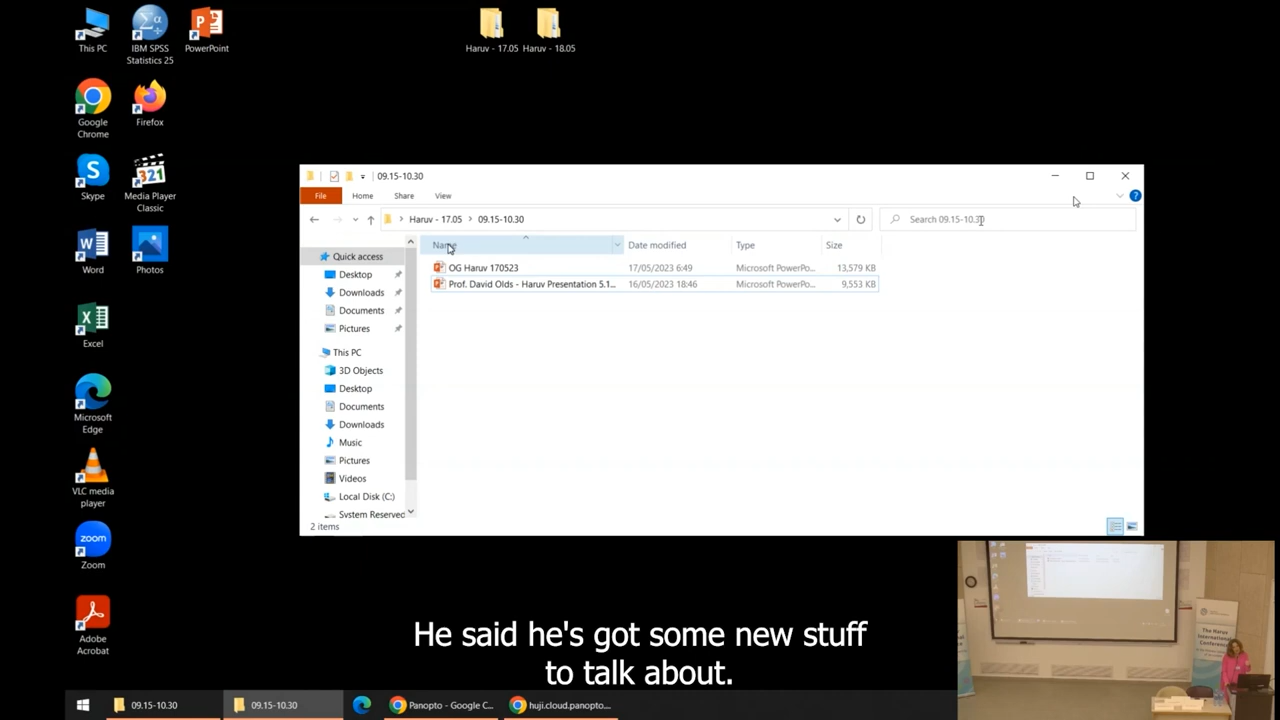 This PC
IBM SPSS
Statistics 25
PowerPoint
Haruv - 17.05
Haruv - 18.05
Google
Chrome
Firefox
Skype
Media Player
Classic
Word
Photos
Excel
Microsoft
Edge
VLC media
player
zoom
Zoom
Adobe
Acrobat
09.15-10.30
File
Home
Share
View
Haruv - 17.05 > 09.15-10.30
Search 09.15-10.30
Name
Date modified
Type
Size
OG Haruv 170523
17/05/2023 6:49
Microsoft PowerPo...
13,579 KB
Prof. David Olds - Haruv Presentation 5.1...
16/05/2023 18:46
Microsoft PowerPo...
9,553 KB
Quick access
Desktop
Downloads
Documents
Pictures
This PC
3D Objects
Desktop
Documents
Downloads
Music
Pictures
Videos
Local Disk (C:)
System Reserved
2 items
The Haruv
International
Conference
He said he's got some new stuff
to talk about.
09.15-10.30
09.15-10.30
Panopto - Google C...
huji.cloud.panopto...